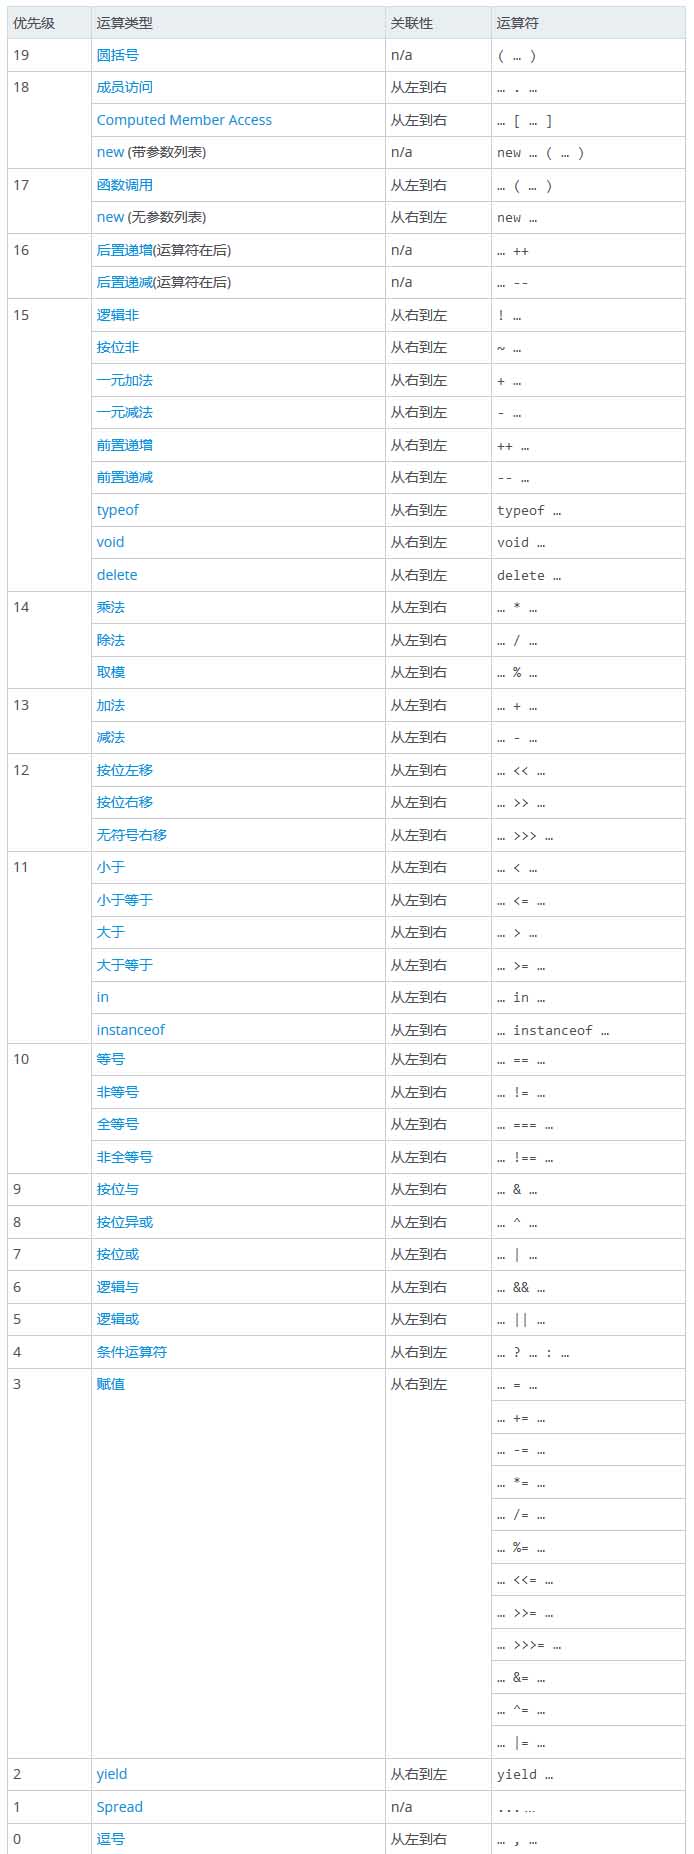 优先级 运算类型 关联性 运算符
19 圆括号 n/a ( … )
18 成员访问 从左到右 … . …
Computed Member Access 从左到右 … [ … ]
new (带参数列表) n/a new … ( … )
17 函数调用 从左到右 … ( … )
new (无参数列表) 从右到左 new …
16 后置递增(运算符在后) n/a … ++
后置递减(运算符在后) n/a … --
15 逻辑非 从右到左 ! …
按位非 从右到左 ~ …
一元加法 从右到左 + …
一元减法 从右到左 - …
前置递增 从右到左 ++ …
前置递减 从右到左 -- …
typeof 从右到左 typeof …
void 从右到左 void …
delete 从右到左 delete …
14 乘法 从左到右 … * …
除法 从左到右 … / …
取模 从左到右 … % …
13 加法 从左到右 … + …
减法 从左到右 … - …
12 按位左移 从左到右 … << …
按位右移 从左到右 … >> …
无符号右移 从左到右 … >>> …
11 小于 从左到右 … < …
小于等于 从左到右 … <= …
大于 从左到右 … > …
大于等于 从左到右 … >= …
in 从左到右 … in …
instanceof 从左到右 … instanceof …
10 等号 从左到右 … == …
非等号 从左到右 … != …
全等号 从左到右 … === …
非全等号 从左到右 … !== …
9 按位与 从左到右 … & …
8 按位异或 从左到右 … ^ …
7 按位或 从左到右 … | …
6 逻辑与 从左到右 … && …
5 逻辑或 从左到右 … || …
4 条件运算符 从右到左 … ? … : …
3 赋值 从右到左 … = …
… += …
… -= …
… *= …
… /= …
… %= …
… <<= …
… >>= …
… >>>= …
… &= …
… ^= …
… |= …
2 yield 从右到左 yield …
1 Spread n/a ... …
0 逗号 从左到右 … , …